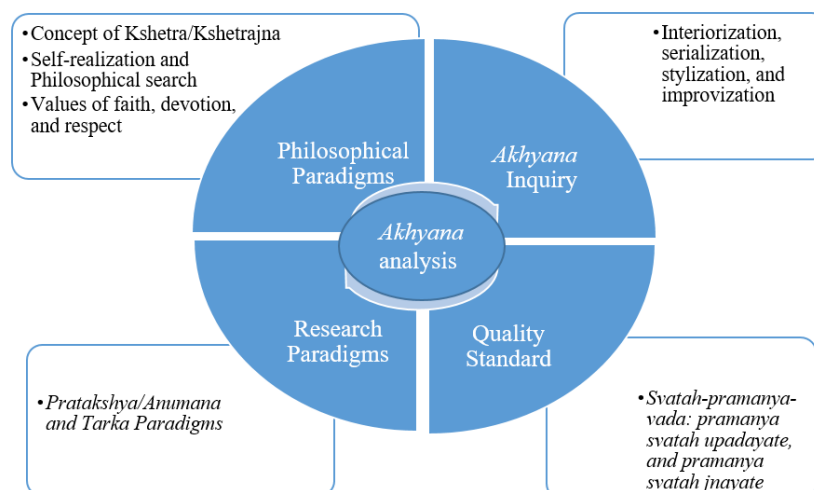 •Concept of Kshetra/Kshetrajna
•Self-realization and
Philosophical search
•Values of faith, devotion,
and respect
•Interiorization,
serialization,
stylization, and
improvization
Philosophical
Paradigms
Akhyana
Inquiry
Akhyana
analysis
Research
Paradigms
Quality
Standard
•Pratakshya/Anumana
and Tarka Paradigms
•Svatah-pramanya-
vada: pramanya
svatah upadayate,
and pramanya
svatah jnayate